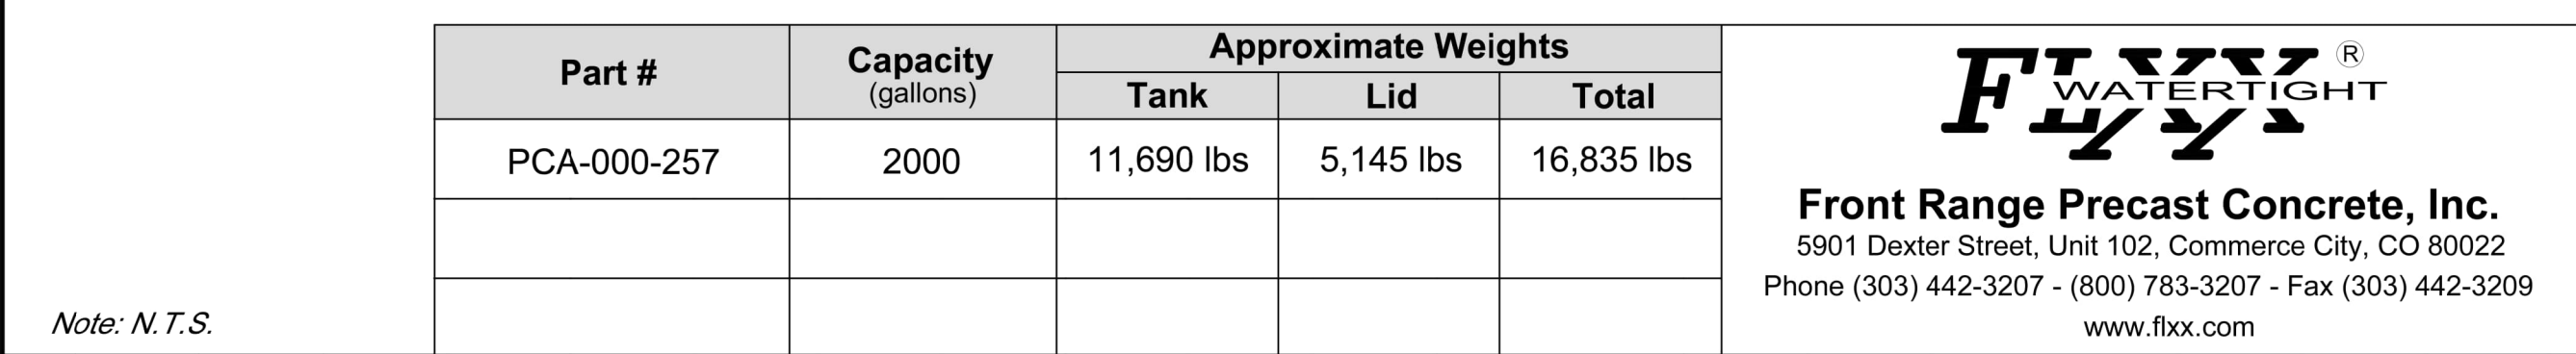 Part # Capacity (gallons) Approximate Weights
Tank Lid Total
PCA-000-257 2000 11,690 lbs 5,145 lbs 16,835 lbs
Note: N.T.S.
FLXX ®
WATERTIGHT
Front Range Precast Concrete, Inc.
5901 Dexter Street, Unit 102, Commerce City, CO 80022
Phone (303) 442-3207 - (800) 783-3207 - Fax (303) 442-3209
www.flxx.com